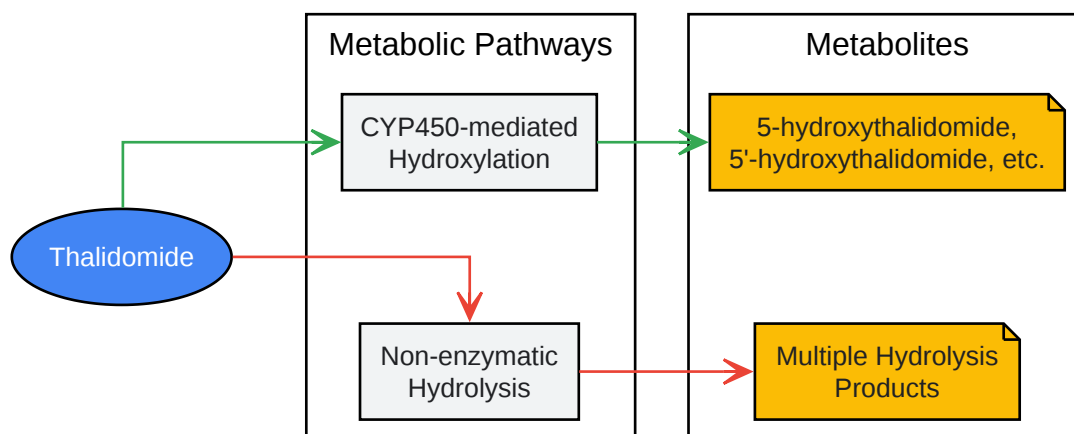 Metabolic Pathways
Metabolites
CYP450-mediated
Hydroxylation
5-hydroxythalidomide,
5'-hydroxythalidomide, etc.
Thalidomide
Non-enzymatic
Hydrolysis
Multiple Hydrolysis
Products